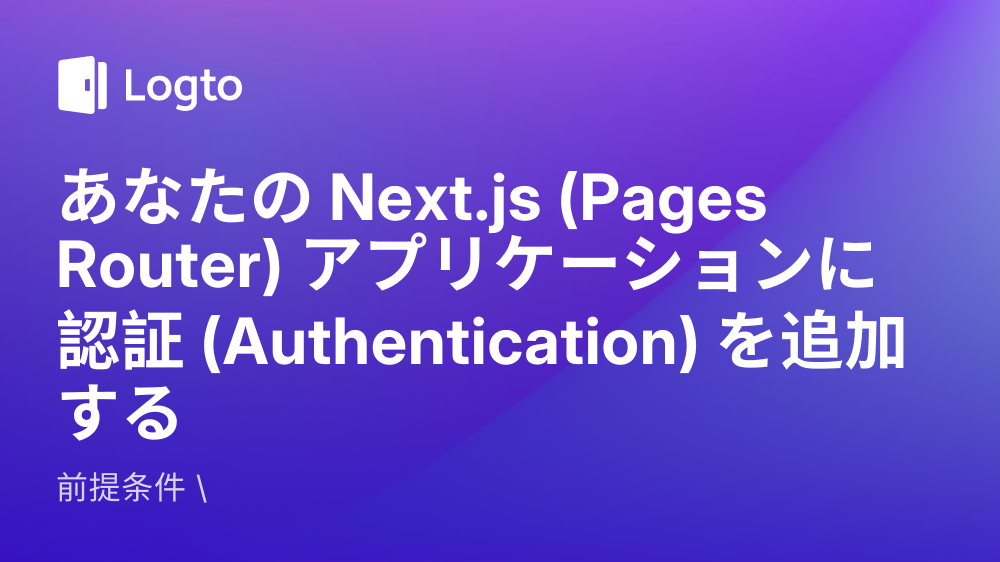 Logto
あなたの Next.js (Pages
Router) アプリケーションに
認証 (Authentication) を追加
する
前提条件 \